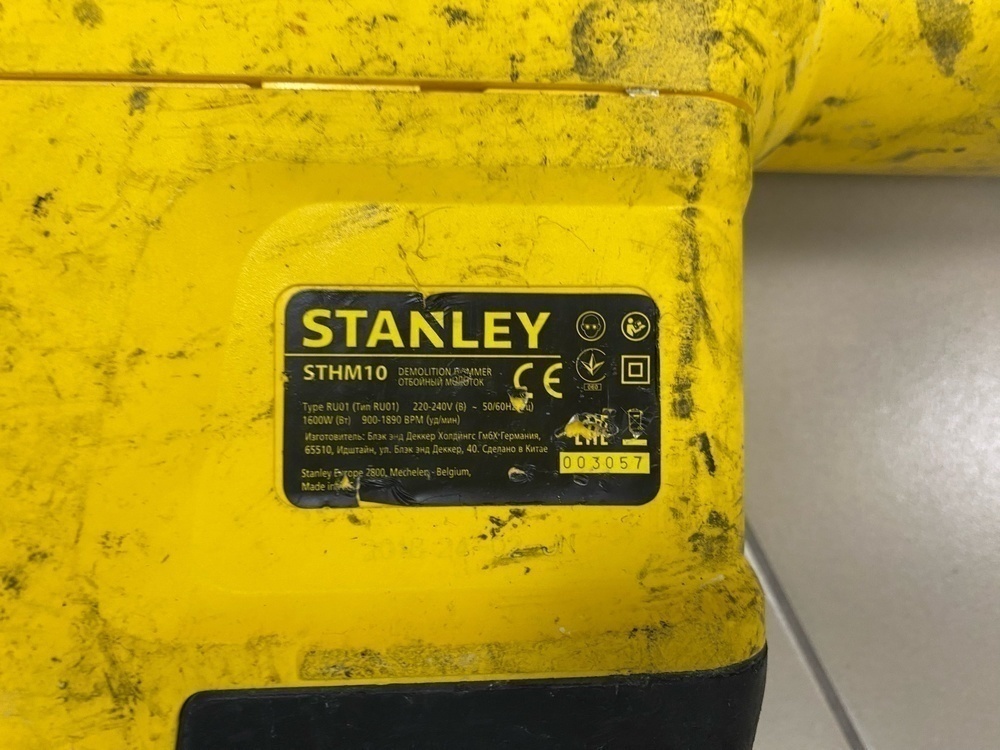 STANLEY
STHM10 DEMOLITION
ОТБОЙНЫЙ МОЛОТОК
CE
Type RU01 (Тип RU01) 220-240V (В) ~ 50/60Hz
1600W (Вт) 900-1890 BPM (уд/мин)
Изготовитель: Блэк энд Деккер Холдингс ГмбХ Германия,
65510, Идштайн, ул. Блэк энд Деккер, 40. Сделано в Китае
003057
Stanley Europe 2800, Mechelen - Belgium,
Made in